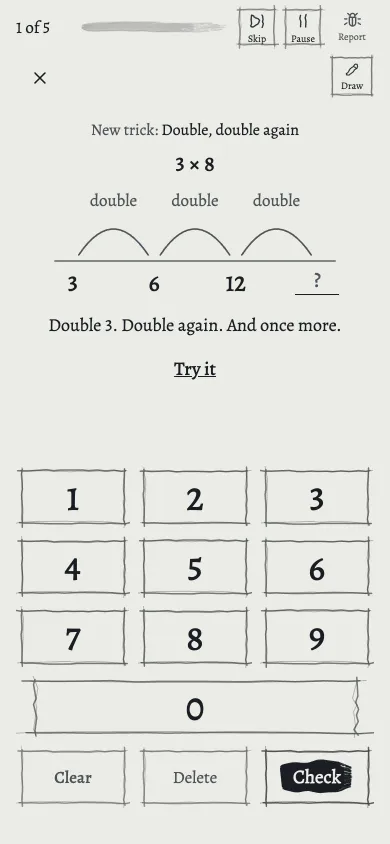 1 of 5
Skip
Pause
Report
×
Draw
New trick: Double, double again
3 × 8
double double double
3 6 12 ?
Double 3. Double again. And once more.
Try it
1 2 3
4 5 6
7 8 9
0
Clear Delete Check